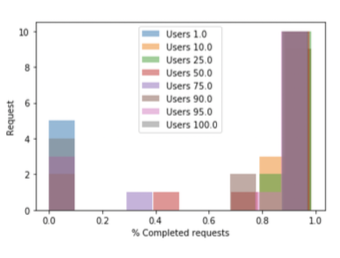 10
8
6
4
2
0
Request
Users 1.0
Users 10.0
Users 25.0
Users 50.0
Users 75.0
Users 90.0
Users 95.0
Users 100.0
0.0 0.2 0.4 0.6 0.8 1.0
% Completed requests